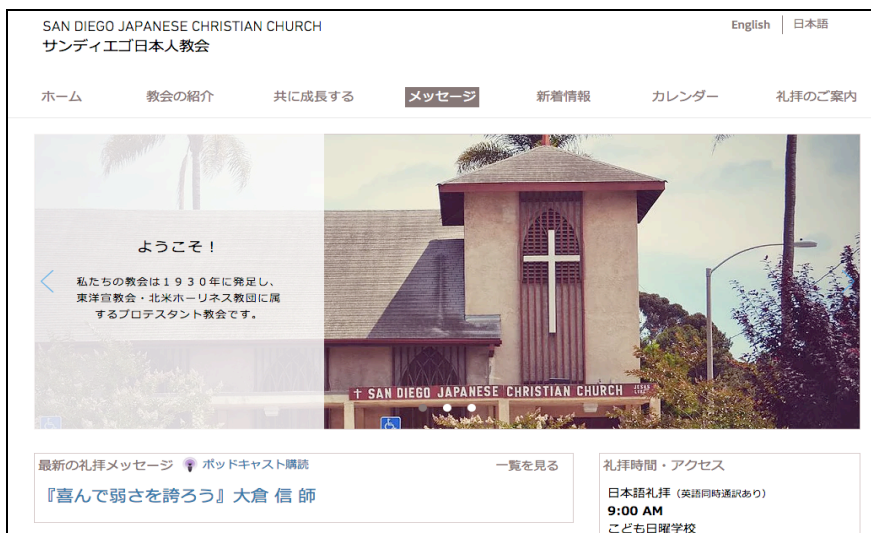 SAN DIEGO JAPANESE CHRISTIAN CHURCH
サンディエゴ日本人教会
English
日本語
ホーム 教会の紹介 共に成長する メッセージ 新着情報 カレンダー 礼拝のご案内
ようこそ！
私たちの教会は１９３０年に発足し、
東洋宣教会・北米ホーリネス教団に属
するプロテスタント教会です。
SAN DIEGO JAPANESE CHRISTIAN CHURCH
最新の礼拝メッセージ ポッドキャスト購読 一覧を見る
『喜んで弱さを誇ろう』大倉 信 師
礼拝時間・アクセス
日本語礼拝（英語同時通訳あり）
9:00 AM
こども日曜学校